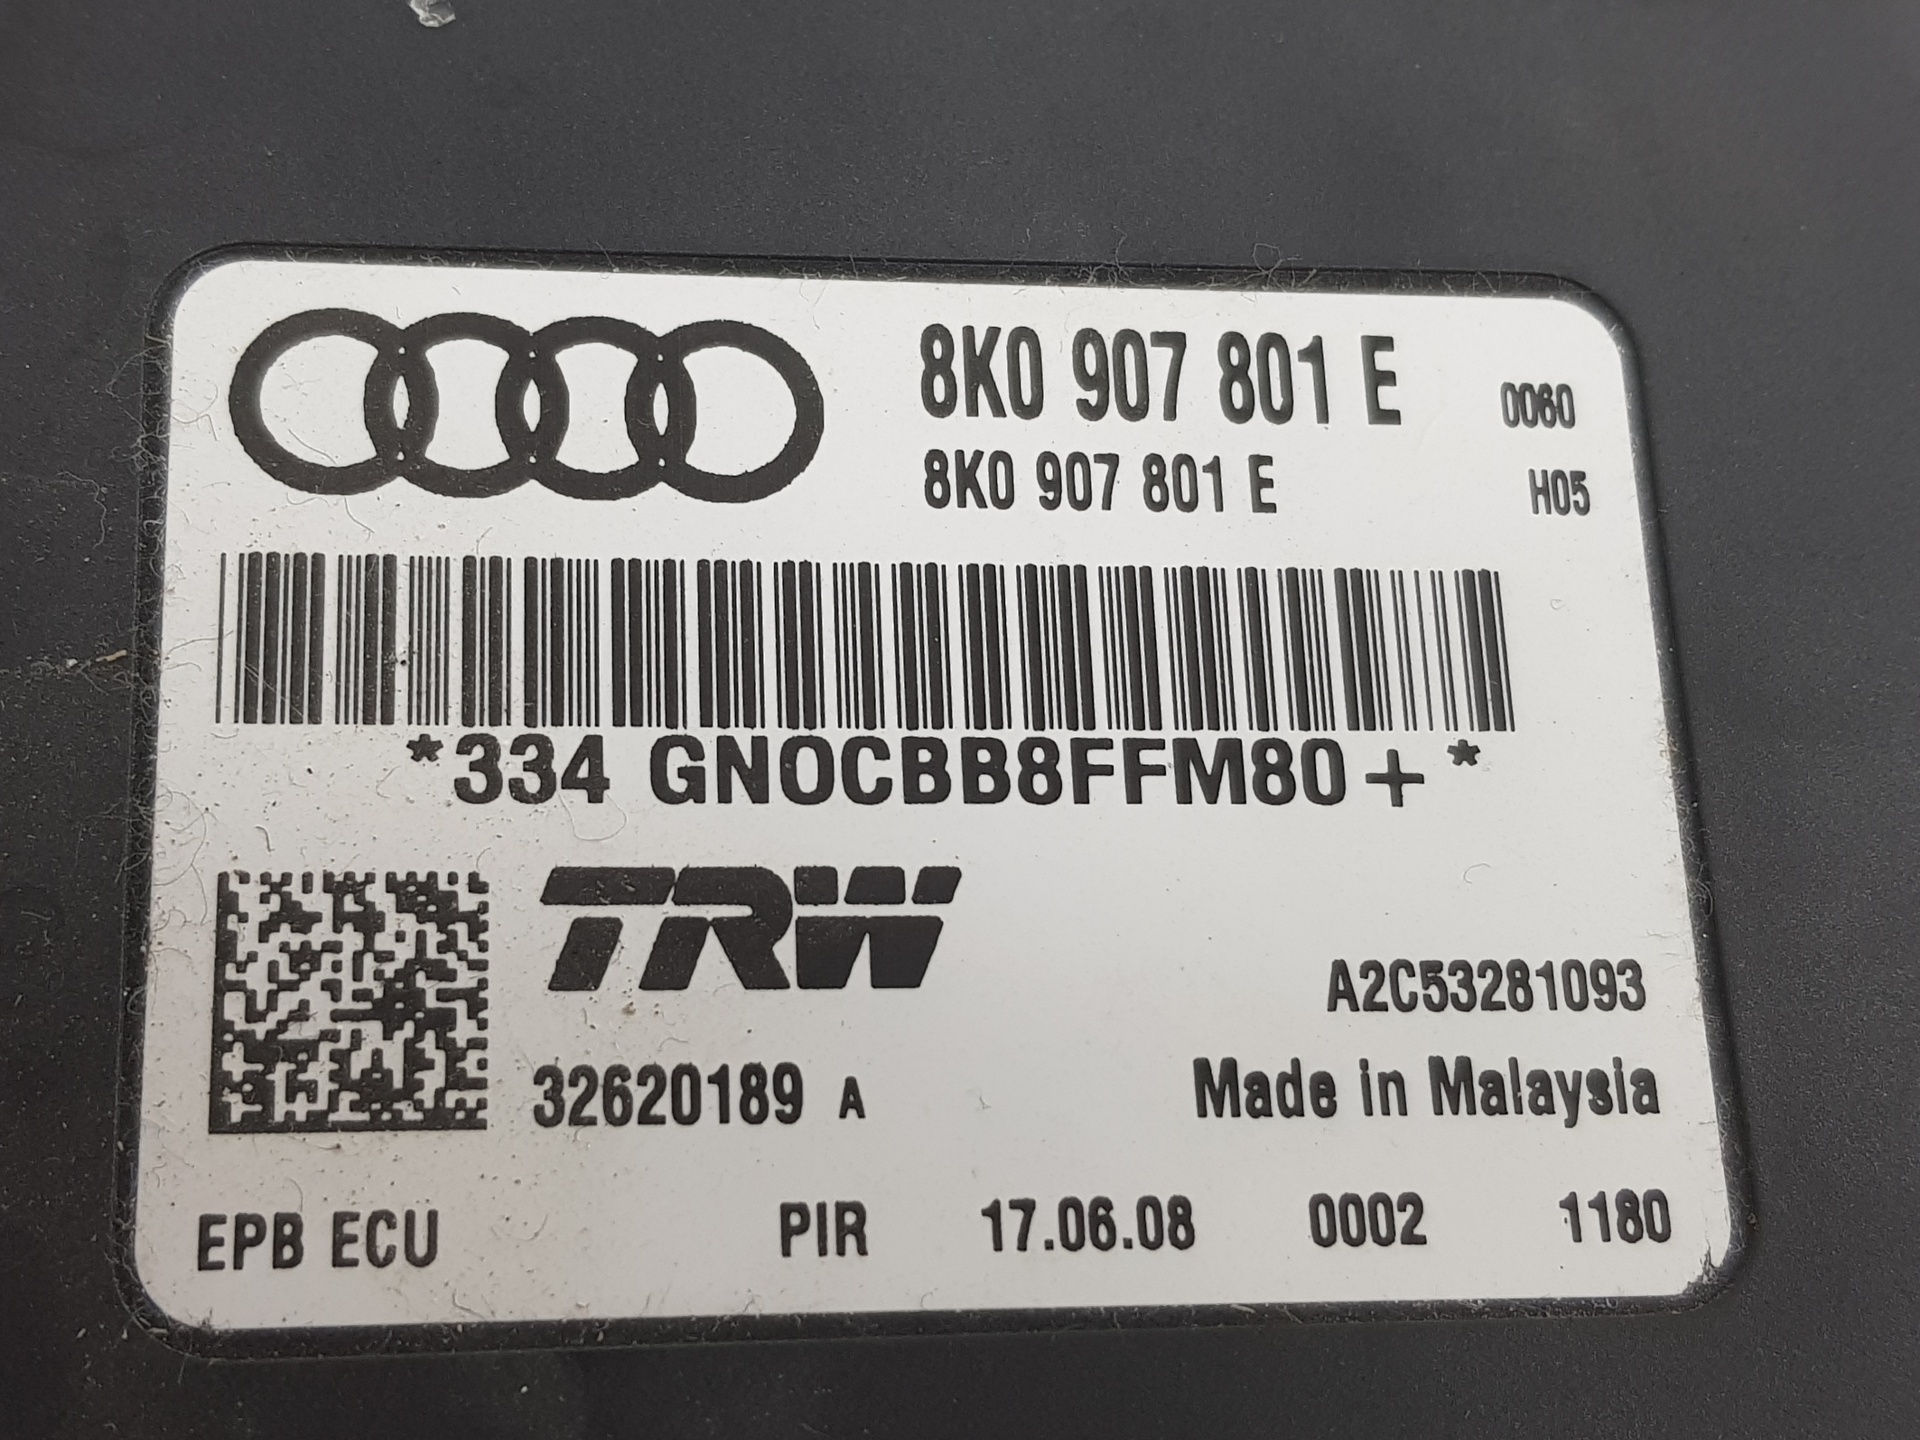 8K0 907 801 E 0060
8K0 907 801 E H05
*334 GNOCBB8FFM80+*
TRW
A2C53281093
32620189 A Made in Malaysia
EPB ECU PIR 17.06.08 0002 1180